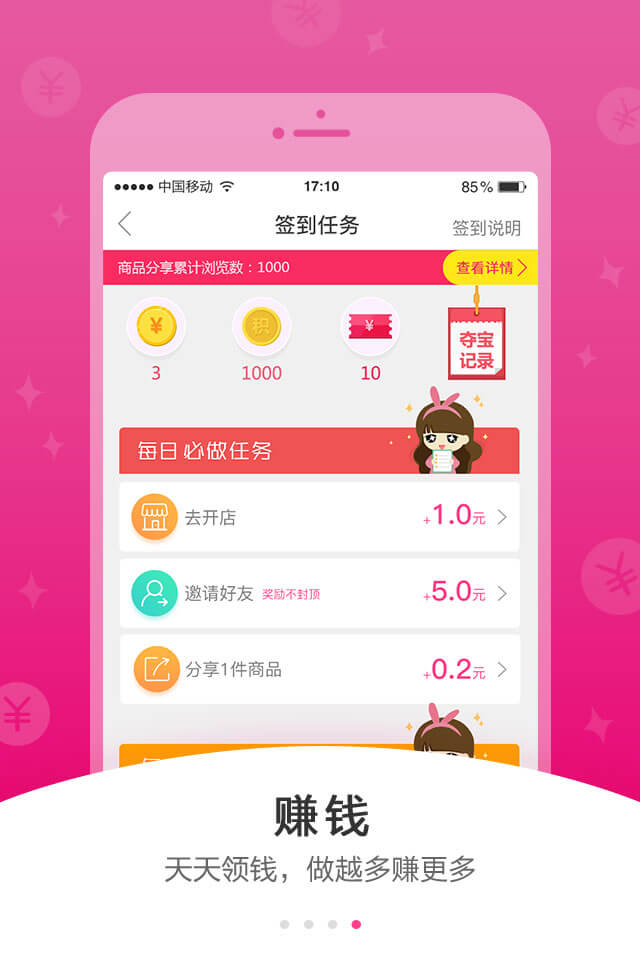 中国移动
17:10
85%
签到任务
签到说明
商品分享累计浏览数：1000
查看详情
¥
积
¥
3
1000
10
夺宝
记录
每日必做任务
去开店
+1.0元
邀请好友 奖励不封顶
+5.0元
分享1件商品
+0.2元
赚钱
天天领钱，做越多赚更多